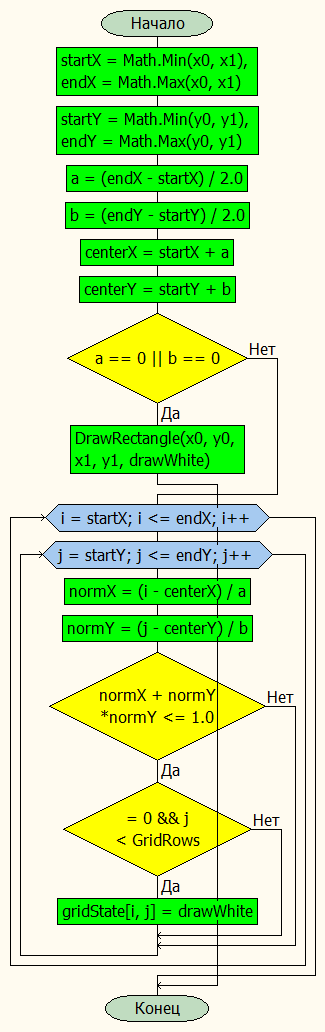 Начало
startX = Math.Min(x0, x1),
endX = Math.Max(x0, x1)
startY = Math.Min(y0, y1),
endY = Math.Max(y0, y1)
a = (endX - startX) / 2.0
b = (endY - startY) / 2.0
centerX = startX + a
centerY = startY + b
a == 0 || b == 0
Нет
Да
DrawRectangle(x0, y0,
x1, y1, drawWhite)
i = startX; i <= endX; i++
j = startY; j <= endY; j++
normX = (i - centerX) / a
normY = (j - centerY) / b
normX + normY
*normY <= 1.0
Нет
Да
= 0 && j
< GridRows
Нет
Да
gridState[i, j] = drawWhite
Конец